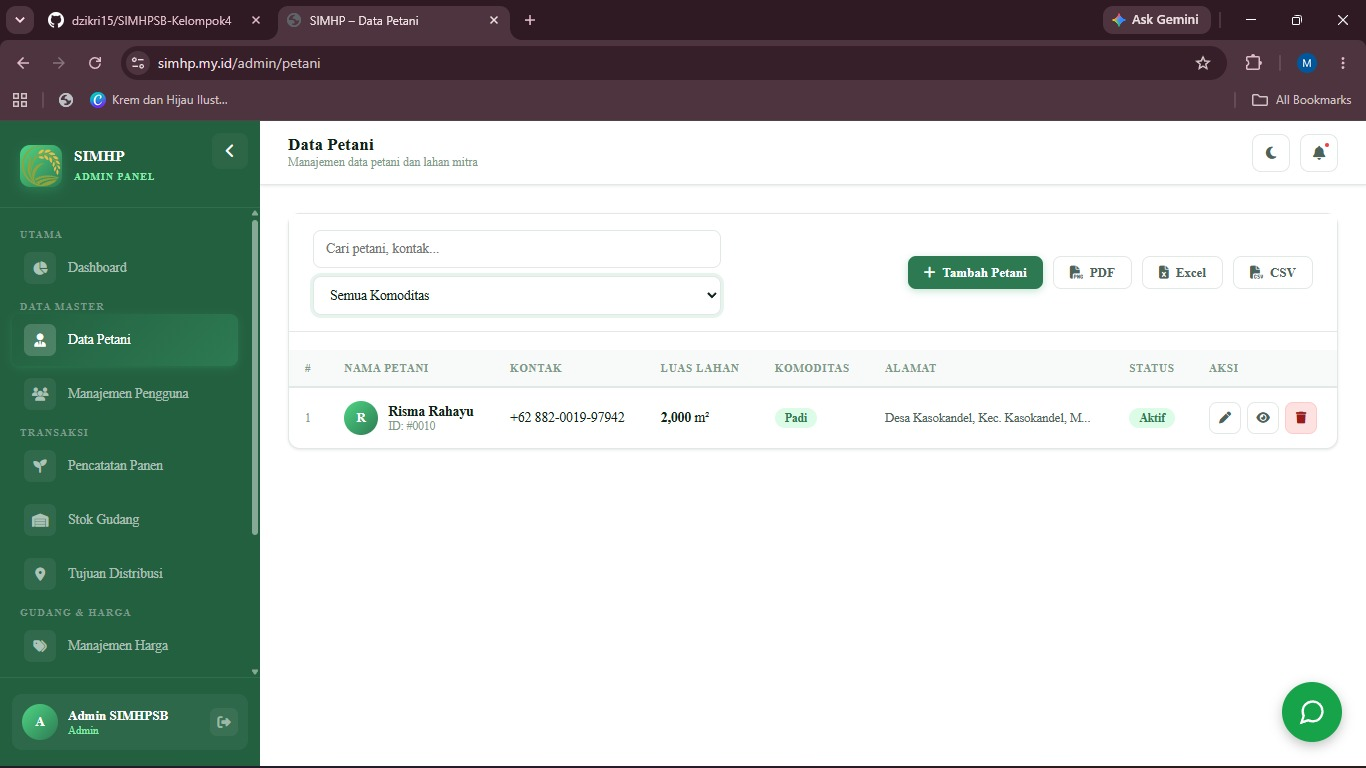 dzikri15/SIMHPSB-Kelompok4
SIMHP – Data Petani
Ask Gemini
simhp.my.id/admin/petani
M
C
Krem dan Hijau Ilust...
All Bookmarks
SIMHP
ADMIN PANEL
UTAMA
Dashboard
DATA MASTER
Data Petani
Manajemen Pengguna
TRANSAKSI
Pencatatan Panen
Stok Gudang
Tujuan Distribusi
GUDANG & HARGA
Manajemen Harga
A
Admin SIMHPSB
Admin
Data Petani
Manajemen data petani dan lahan mitra
Cari petani, kontak...
Semua Komoditas
+ Tambah Petani
PDF
Excel
CSV
# NAMA PETANI KONTAK LUAS LAHAN KOMODITAS ALAMAT STATUS AKSI
1 R Risma Rahayu +62 882-0019-97942 2,000 m² Padi Desa Kasokandel, Kec. Kasokandel, M... Aktif
ID: #0010